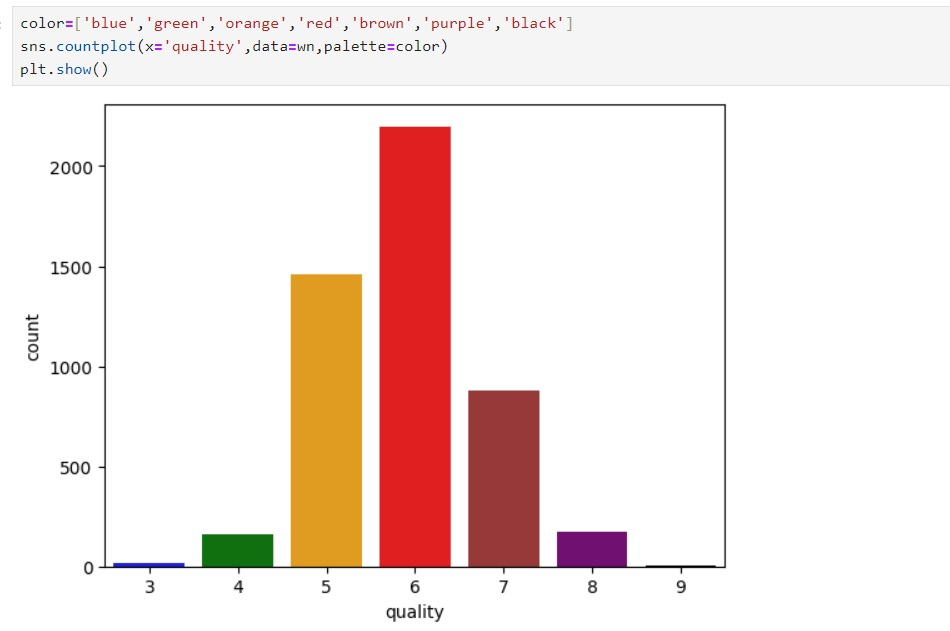 color=['blue','green','orange','red','brown','purple','black']
sns.countplot(x='quality',data=wn,palette=color)
plt.show()
2000
1500
1000
500
0
count
3 4 5 6 7 8 9
quality